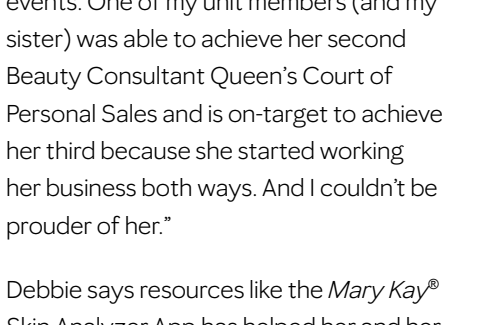 events. One of my unit members (and my
sister) was able to achieve her second
Beauty Consultant Queen’s Court of
Personal Sales and is on-target to achieve
her third because she started working
her business both ways. And I couldn’t be
prouder of her.”
Debbie says resources like the Mary Kay®
Skin Analyzer App has helped her and her